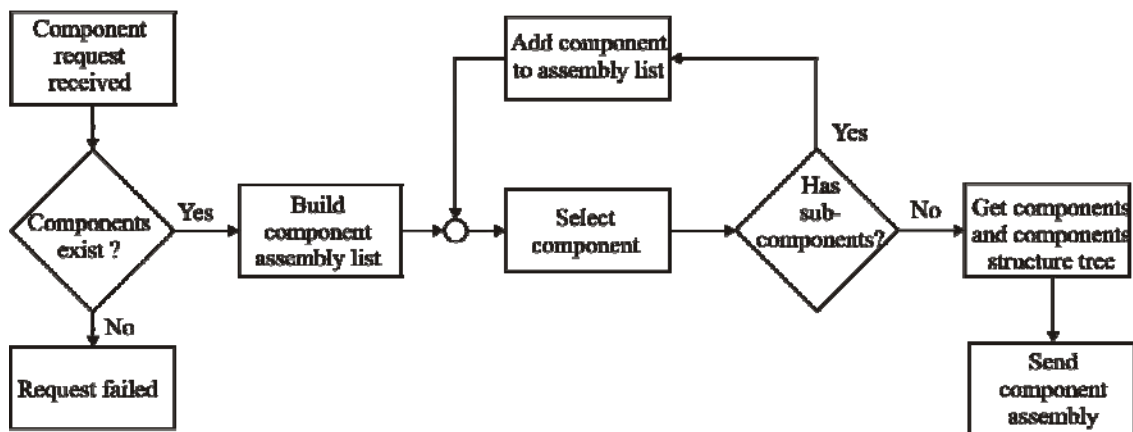 Component
request
received
Components
exist ?
Yes
No
Request failed
Build
component
assembly list
Add component
to assembly list
Select
component
Has
sub-
components?
Yes
No
Get components
and components
structure tree
Send
component
assembly